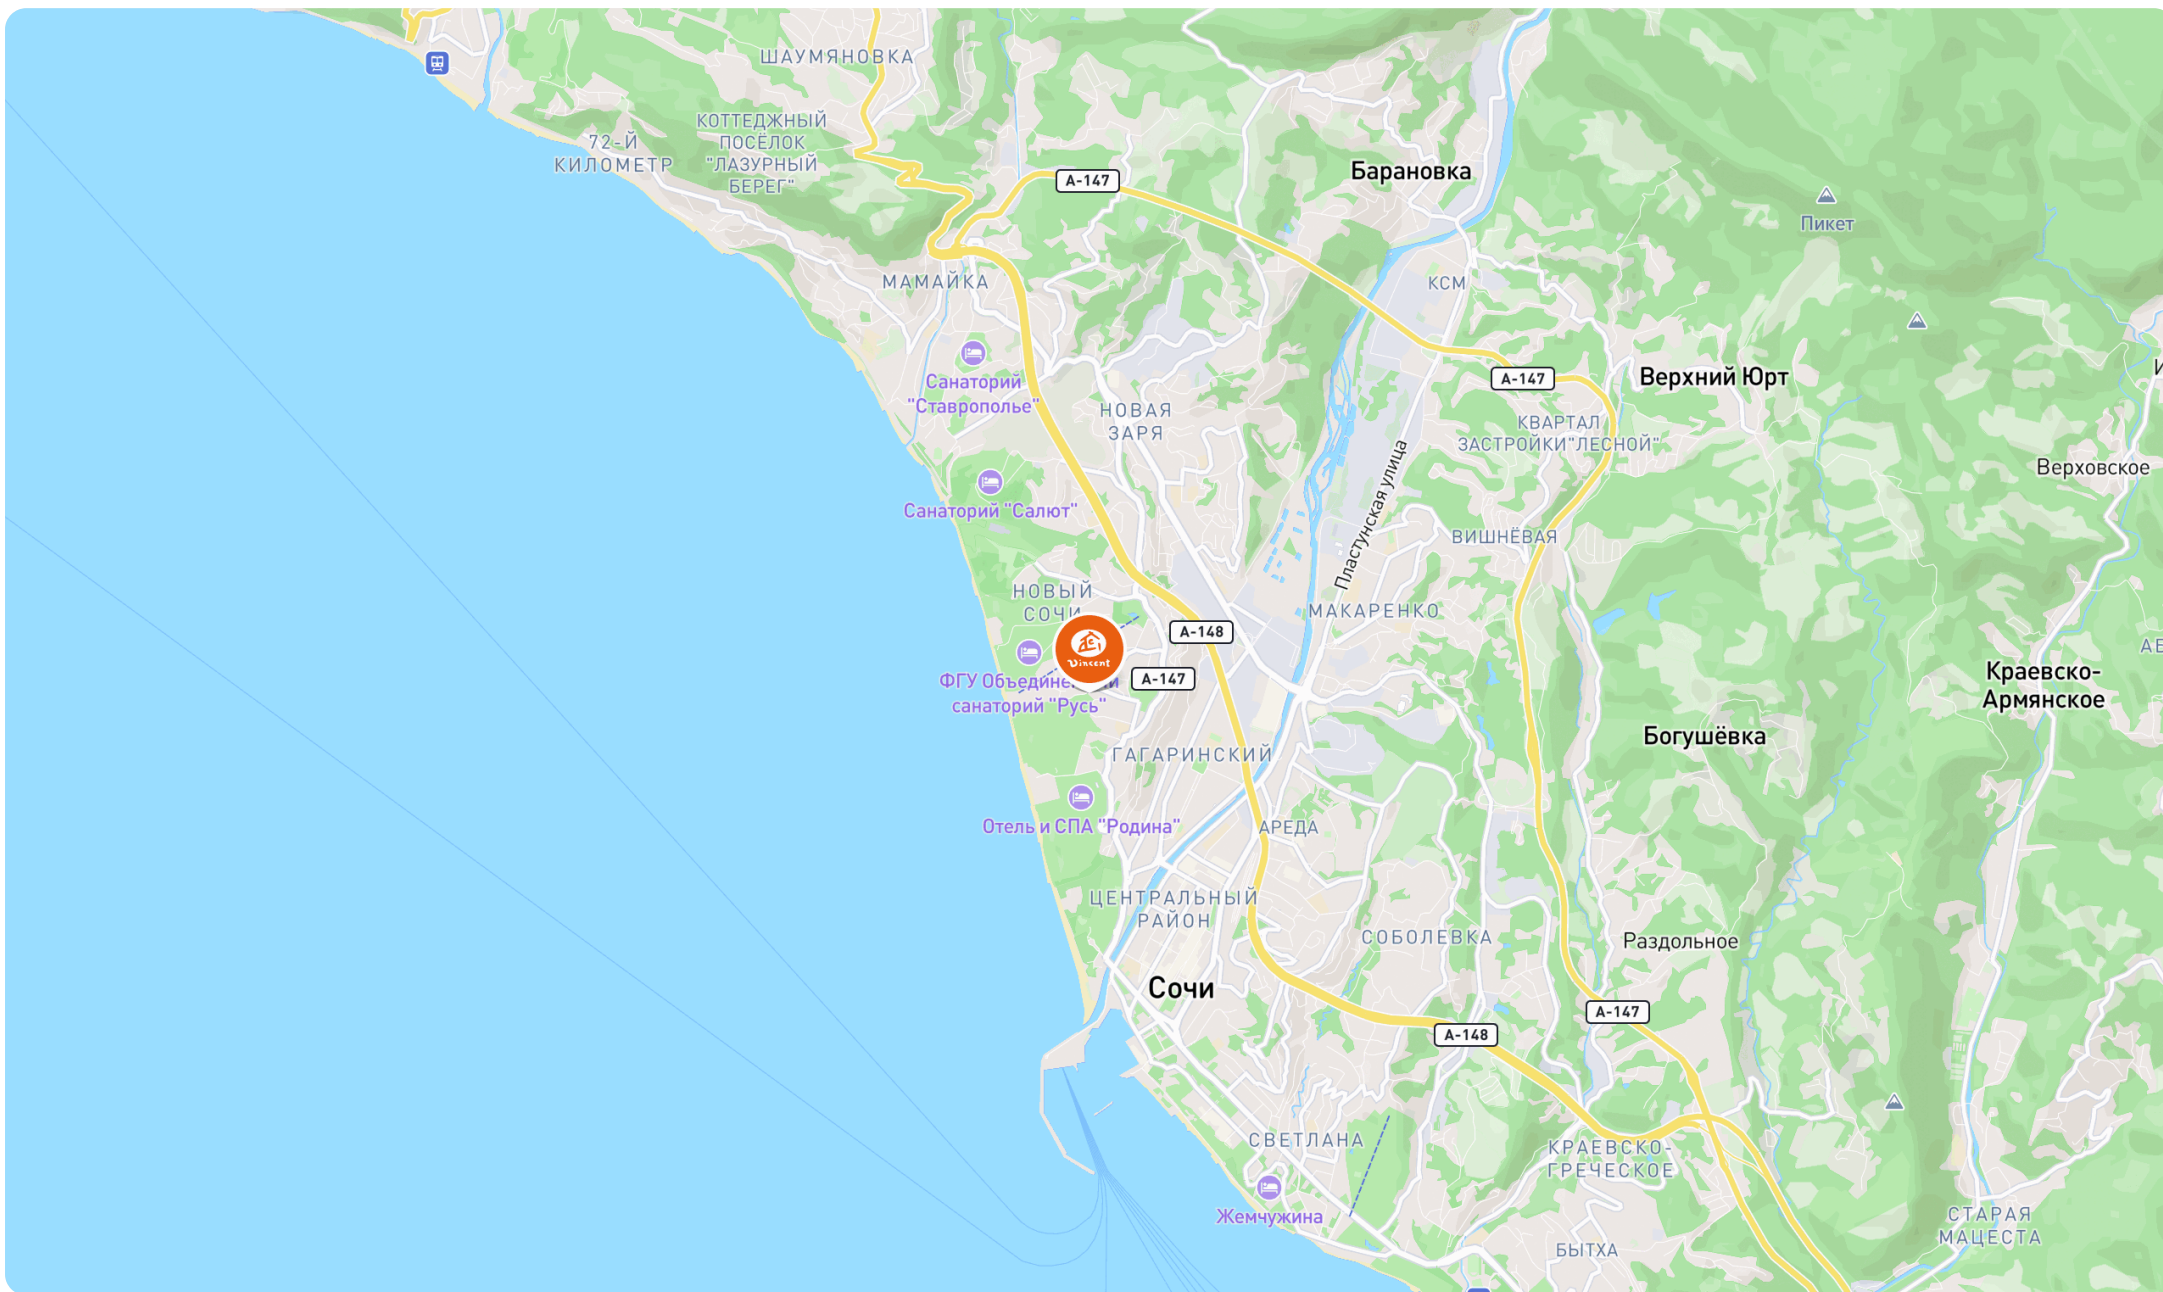 ШАУМЯНОВКА
КОТТЕДЖНЫЙ
ПОСЁЛОК
"ЛАЗУРНЫЙ
БЕРЕГ"
72-Й
КИЛОМЕТР
А-147
Барановка
Пикет
МАМАЙКА
КСМ
Санаторий
"Ставрополье"
НОВАЯ
ЗАРЯ
А-147
Верхний Юрт
КВАРТАЛ
ЗАСТРОЙКИ"ЛЕСНОЙ"
Верховское
Пластунская улица
Санаторий "Салют"
ВИШНЁВАЯ
НОВЫЙ
СОЧИ
МАКАРЕНКО
А-148
Vincent
А-147
ФГУ Объедине
санаторий "Русь"
Краевско-
Армянское
Богушёвка
ГАГАРИНСКИЙ
Отель и СПА "Родина"
АРЕДА
ЦЕНТРАЛЬНЫЙ
РАЙОН
СОБОЛЕВКА
Раздольное
Сочи
А-147
А-148
СВЕТЛАНА
КРАЕВСКО-
ГРЕЧЕСКОЕ
Жемчужина
СТАРАЯ
МАЦЕСТА
БЫТХА